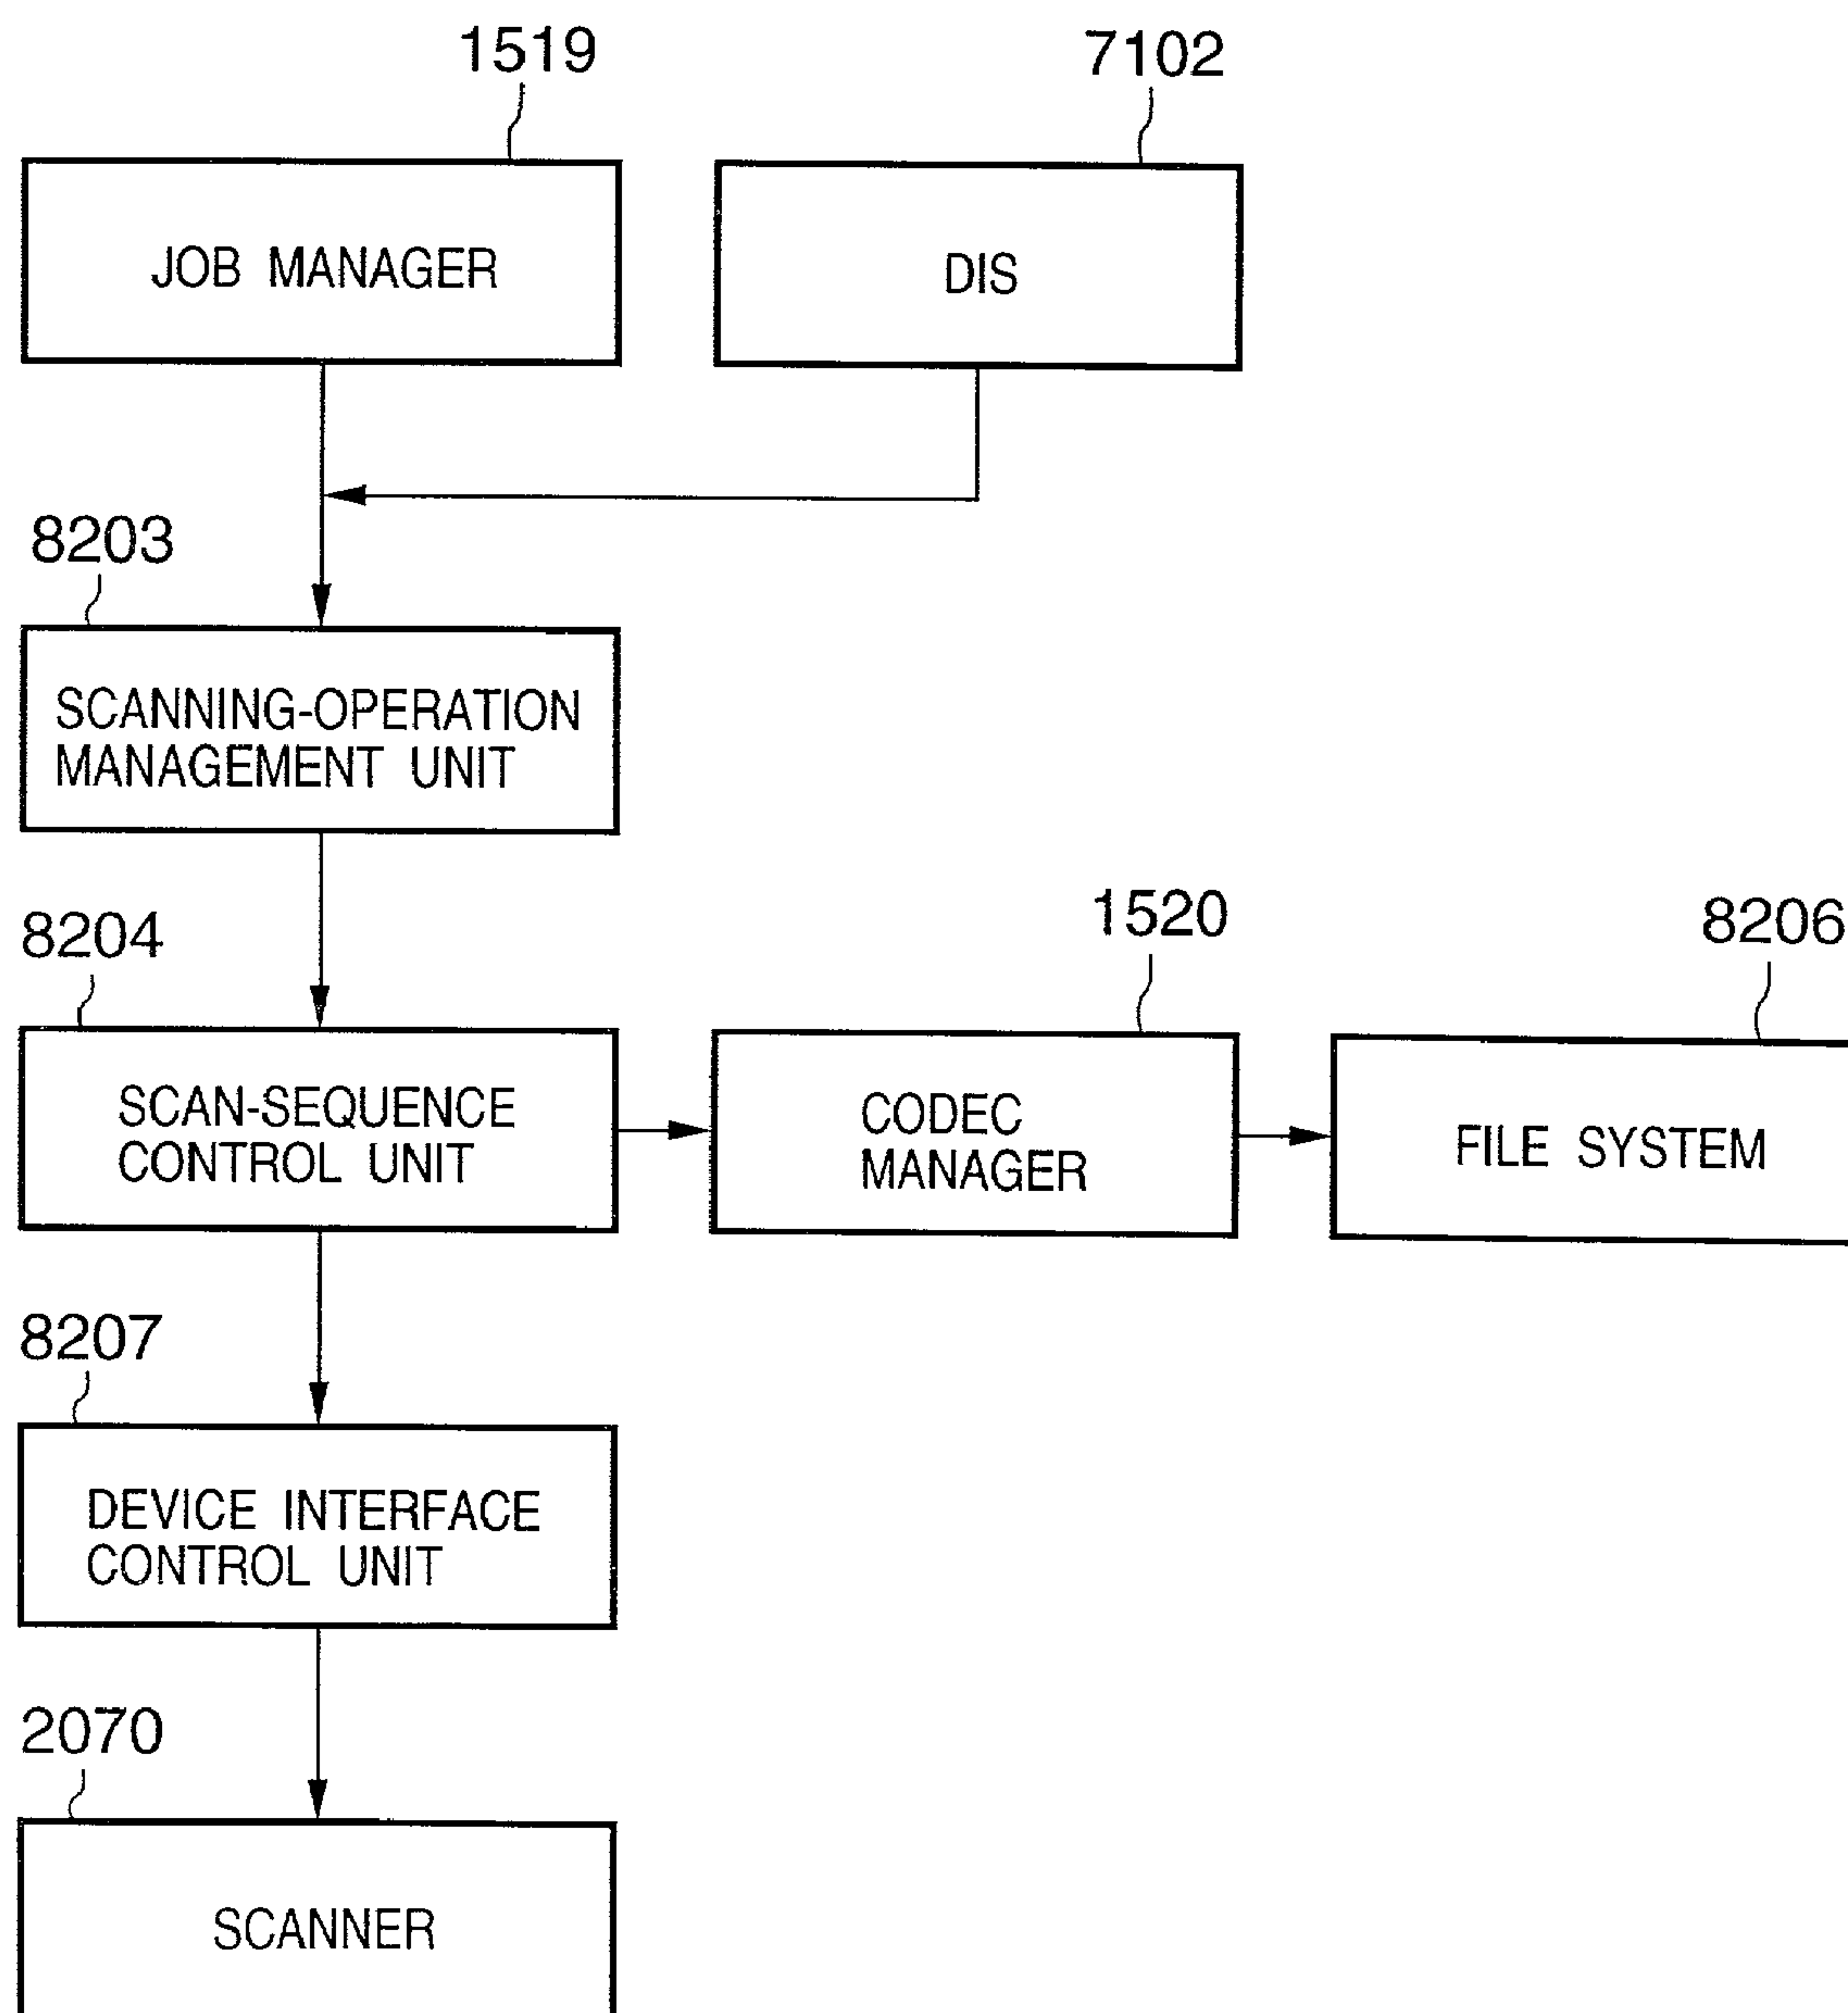 1519
7102
JOB MANAGER
DIS
8203
SCANNING-OPERATION
MANAGEMENT UNIT
8204
1520
8206
SCAN-SEQUENCE
CONTROL UNIT
CODEC
MANAGER
FILE SYSTEM
8207
DEVICE INTERFACE
CONTROL UNIT
2070
SCANNER